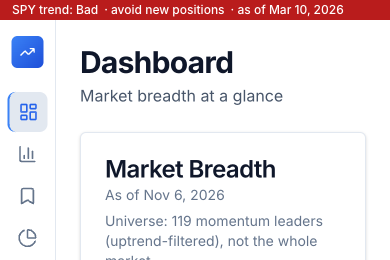 SPY trend: Bad · avoid new positions · as of Mar 10, 2026
Dashboard
Market breadth at a glance
Market Breadth
As of Nov 6, 2026
Universe: 119 momentum leaders
(uptrend-filtered), not the whole
market